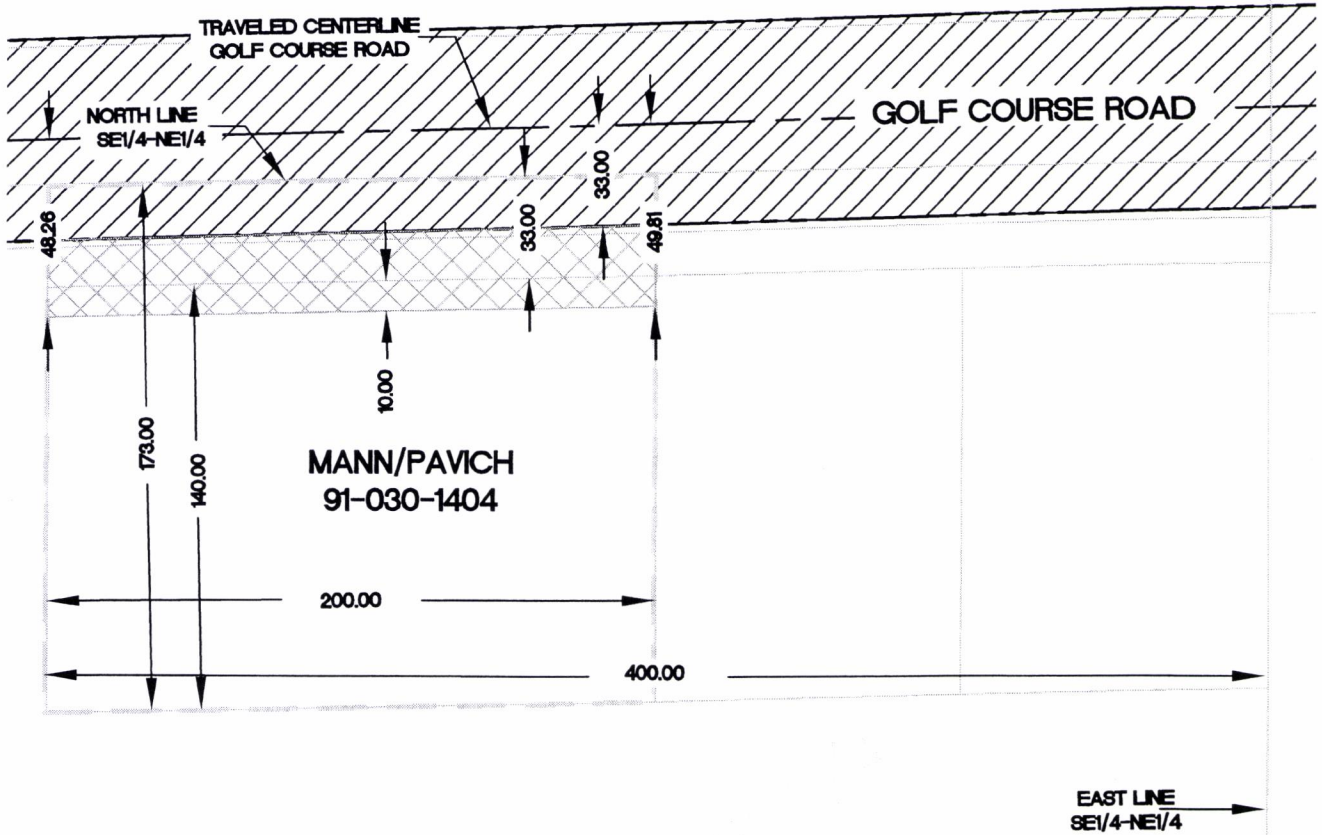 TRAVELED CENTERLINE
GOLF COURSE ROAD
NORTH LINE
SE1/4-NE1/4
GOLF COURSE ROAD
33.00
48.26
33.00
49.81
10.00
173.00
140.00
MANN/PAVICH
91-030-1404
200.00
400.00
EAST LINE
SE1/4-NE1/4